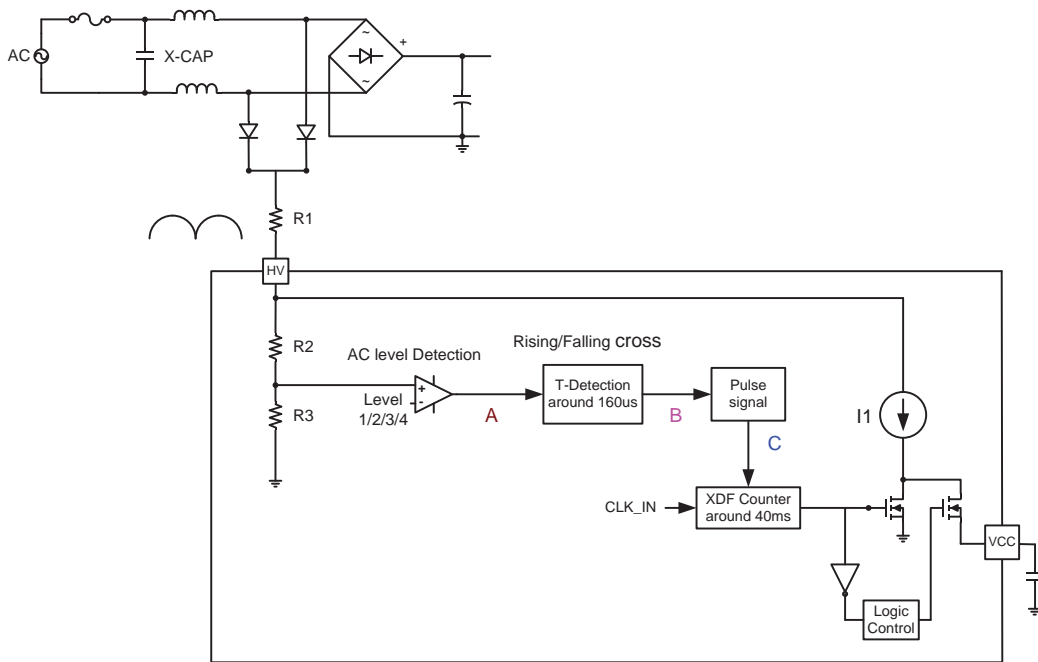 AC
X-CAP
~
+
~
R1
HV
R2
AC level Detection
Rising/Falling cross
Level
1/2/3/4
+
-
A
T-Detection
around 160us
B
Pulse
signal
R3
C
I1
CLK_IN
XDF Counter
around 40ms
VCC
Logic
Control